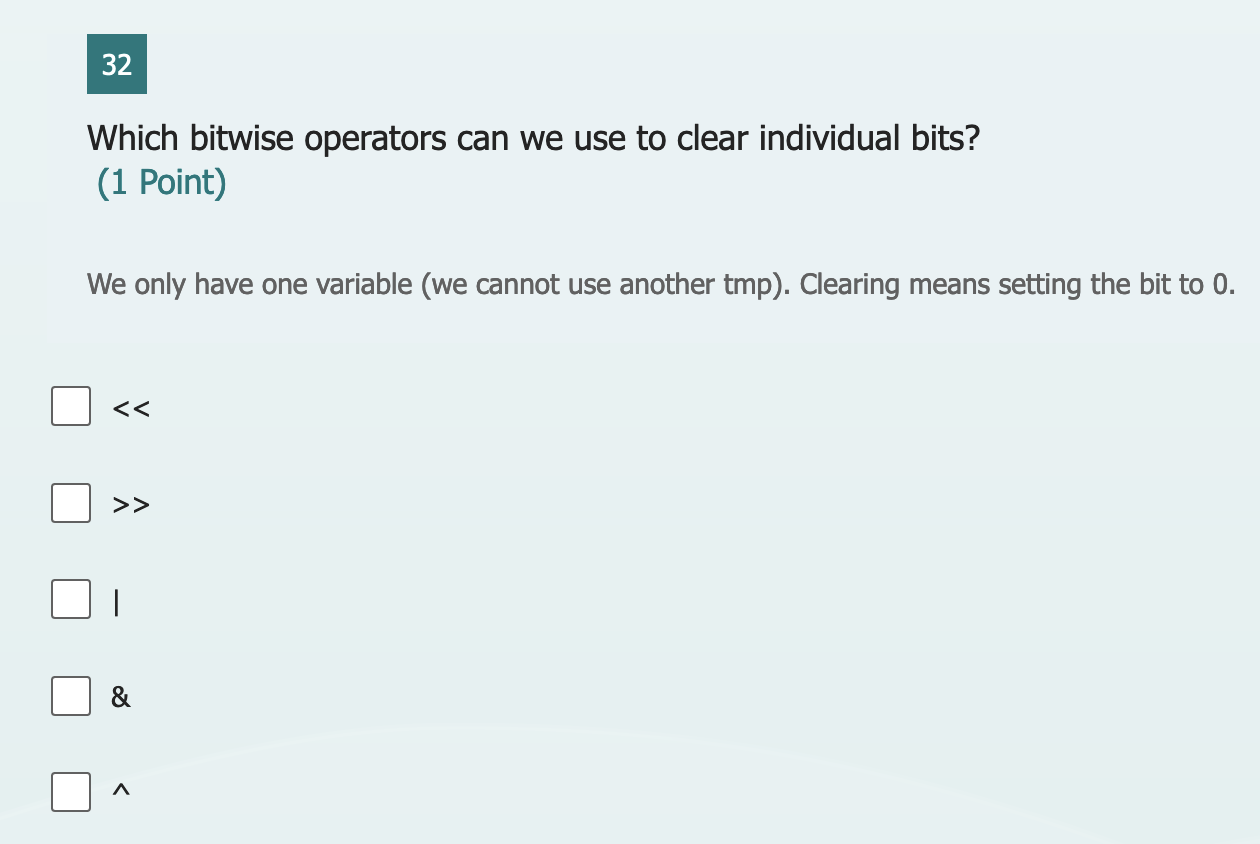 32
Which bitwise operators can we use to clear individual bits?
(1 Point)
We only have one variable (we cannot use another tmp). Clearing means setting the bit to 0.
<<
>>
|
&
^